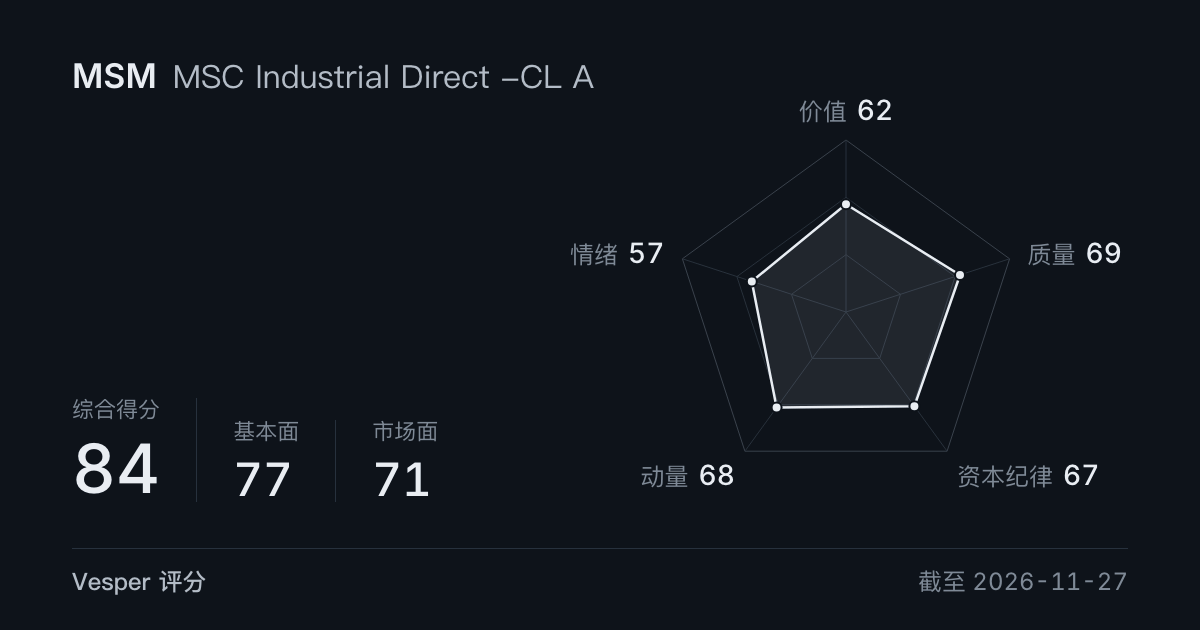 MSM MSC Industrial Direct –CL A
价值 62
情绪 57
质量 69
动量 68
资本纪律 67
综合得分
84
基本面
77
市场面
71
Vesper 评分
截至 2026-11-27